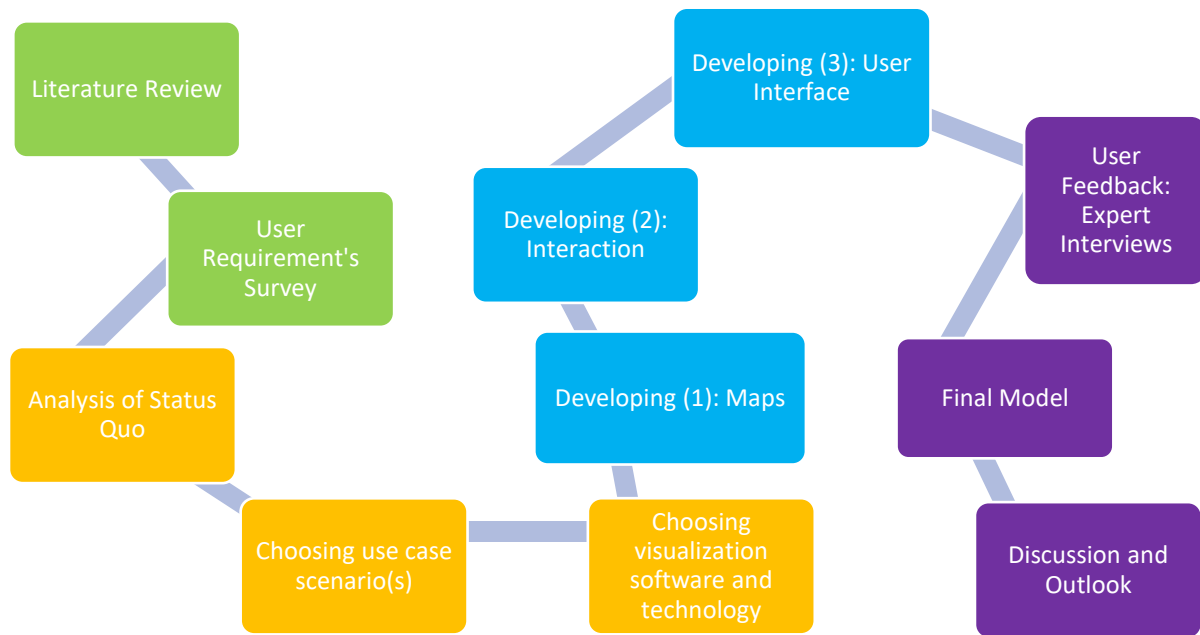 Literature Review
User
Requirement's
Survey
Analysis of Status
Quo
Choosing use case
scenario(s)
Choosing
visualization
software and
technology
Developing (1): Maps
Developing (2):
Interaction
Developing (3): User
Interface
User
Feedback:
Expert
Interviews
Final Model
Discussion and
Outlook